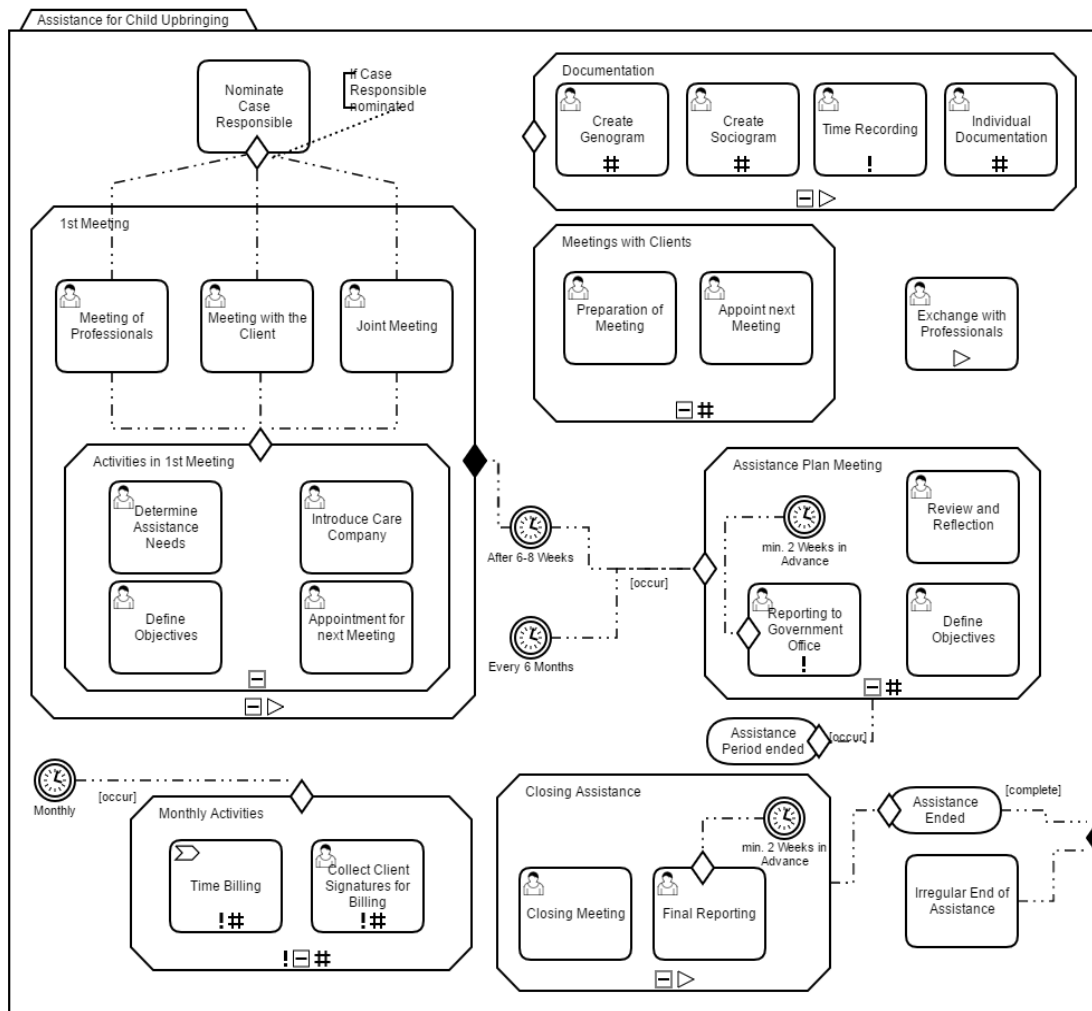 Assistance for Child Upbringing
Nominate
Case
Responsible
If Case
Responsible
nominated
Documentation
Create
Genogram
Create
Sociogram
Time Recording
Individual
Documentation
1st Meeting
Meeting of
Professionals
Meeting with the
Client
Joint Meeting
Meetings with Clients
Preparation of
Meeting
Appoint next
Meeting
Exchange with
Professionals
Activities in 1st Meeting
Determine
Assistance
Needs
Introduce Care
Company
Define
Objectives
Appointment for
next Meeting
After 6-8 Weeks
[occur]
Every 6 Months
Assistance Plan Meeting
min. 2 Weeks in
Advance
Review and
Reflection
Reporting to
Government
Office
Define
Objectives
Assistance
Period ended
[occur]
Monthly
[occur]
Monthly Activities
Time Billing
Collect Client
Signatures for
Billing
Closing Assistance
min. 2 Weeks in
Advance
Closing Meeting
Final Reporting
Assistance
Ended
[complete]
Irregular End of
Assistance